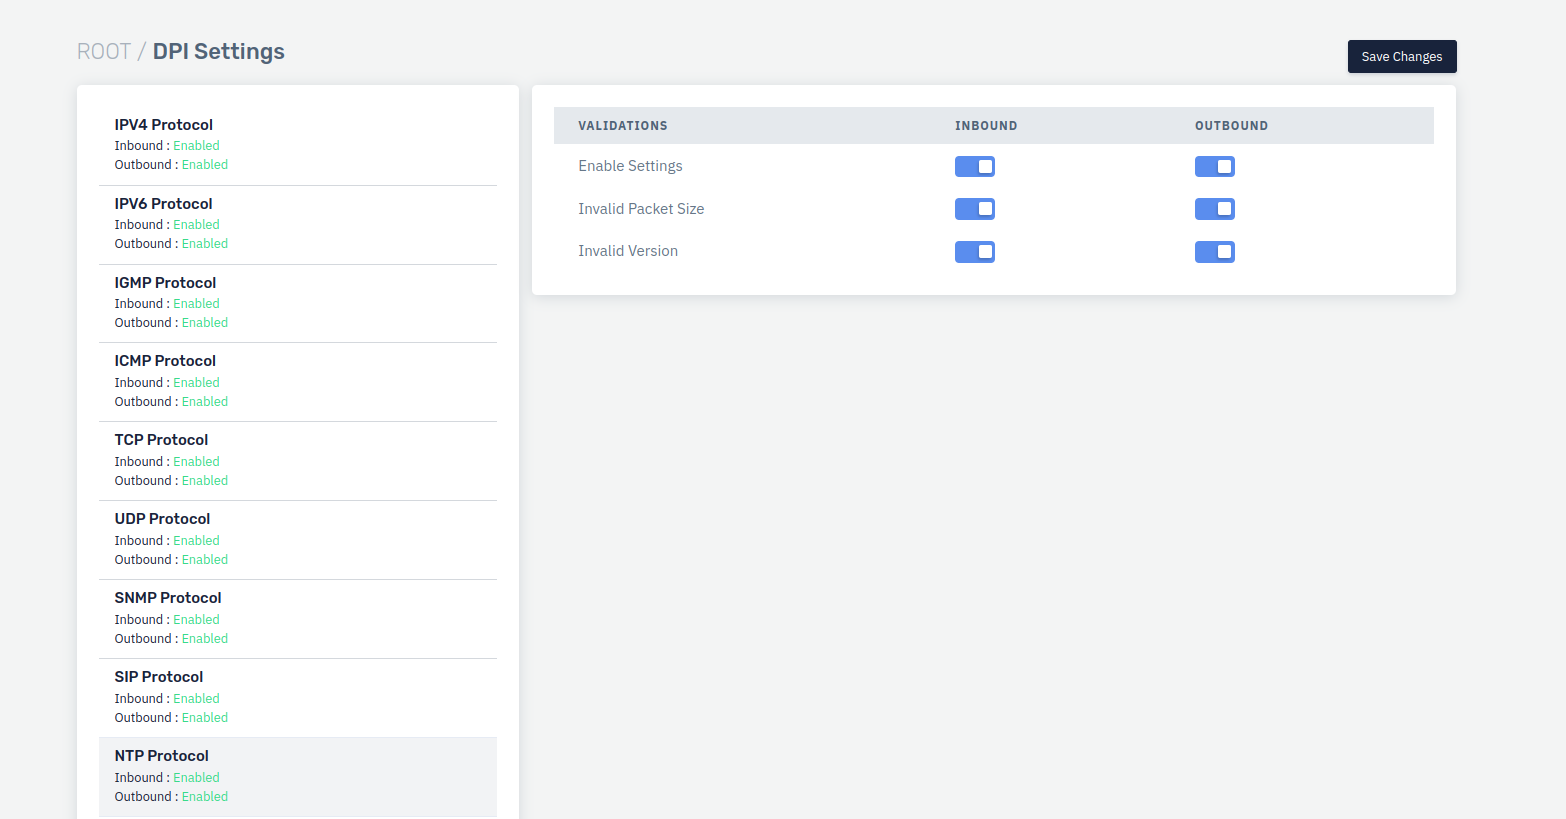 ROOT / DPI Settings
Save Changes
IPV4 Protocol
Inbound : Enabled
Outbound : Enabled
IPV6 Protocol
Inbound : Enabled
Outbound : Enabled
IGMP Protocol
Inbound : Enabled
Outbound : Enabled
ICMP Protocol
Inbound : Enabled
Outbound : Enabled
TCP Protocol
Inbound : Enabled
Outbound : Enabled
UDP Protocol
Inbound : Enabled
Outbound : Enabled
SNMP Protocol
Inbound : Enabled
Outbound : Enabled
SIP Protocol
Inbound : Enabled
Outbound : Enabled
NTP Protocol
Inbound : Enabled
Outbound : Enabled
VALIDATIONS INBOUND OUTBOUND
Enable Settings
Invalid Packet Size
Invalid Version